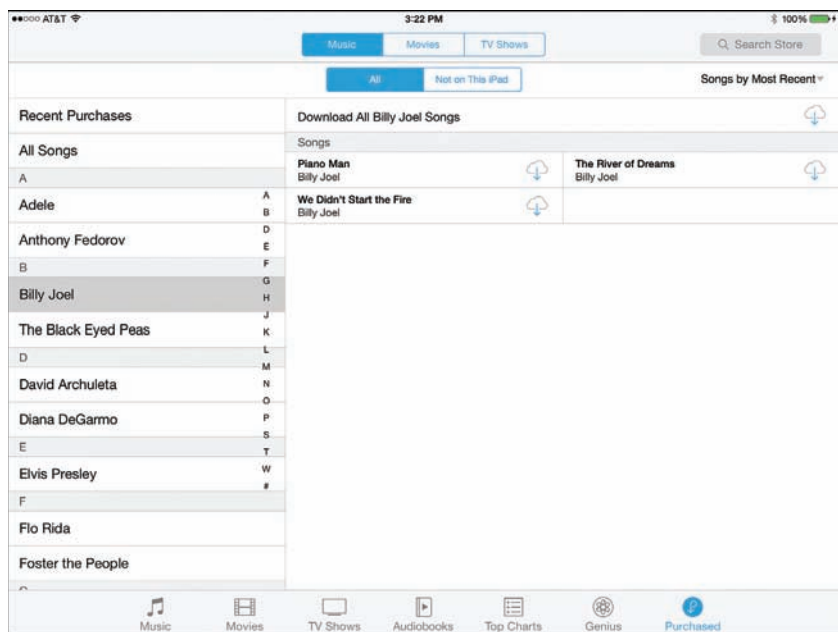 AT&T 3:22 PM 100%
Music Movies TV Shows
Search Store
All Not on This iPad
Songs by Most Recent
Recent Purchases
All Songs
A
Adele
Anthony Fedorov
B
Billy Joel
The Black Eyed Peas
D
David Archuleta
Diana DeGarmo
E
Elvis Presley
F
Flo Rida
Foster the People
A
B
D
E
F
G
H
J
K
L
M
N
O
P
S
T
W
#
Download All Billy Joel Songs
Songs
Piano Man
Billy Joel
The River of Dreams
Billy Joel
We Didn't Start the Fire
Billy Joel
Music Movies TV Shows Audiobooks Top Charts Genius Purchased